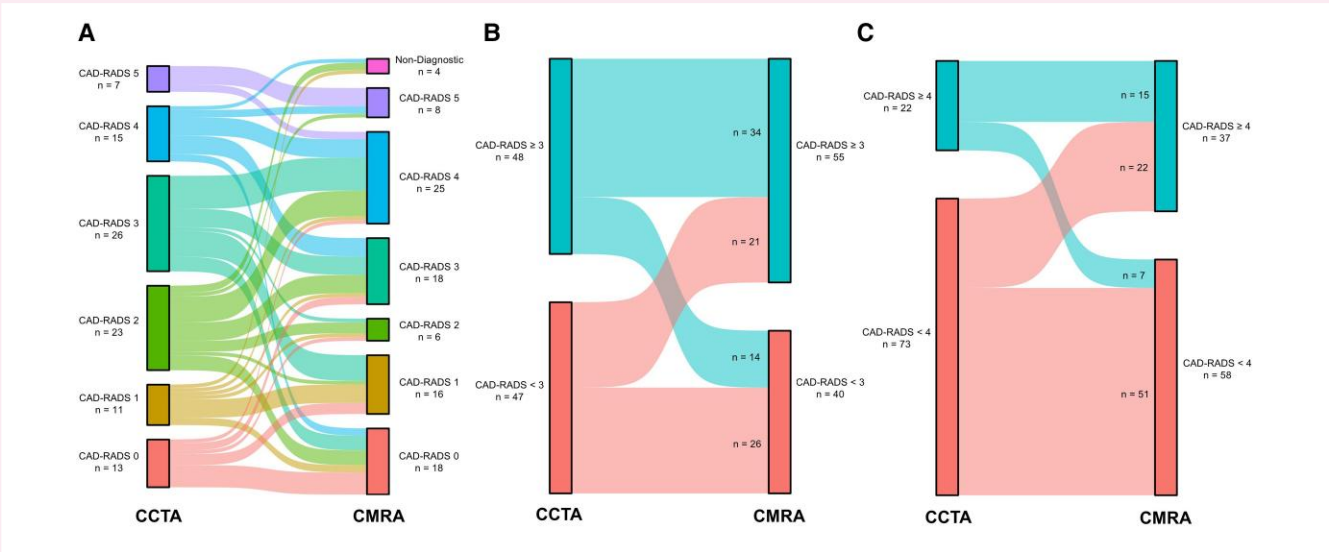 A
CAD-RADS 5
n = 7
CAD-RADS 4
n = 15
CAD-RADS 3
n = 26
CAD-RADS 2
n = 23
CAD-RADS 1
n = 11
CAD-RADS 0
n = 13
CCTA
Non-Diagnostic
n = 4
CAD-RADS 5
n = 8
CAD-RADS 4
n = 25
CAD-RADS 3
n = 18
CAD-RADS 2
n = 6
CAD-RADS 1
n = 16
CAD-RADS 0
n = 18
CMRA
B
CAD-RADS ≥ 3
n = 48
CAD-RADS < 3
n = 47
CCTA
n = 34
n = 21
n = 14
n = 26
CAD-RADS ≥ 3
n = 55
CAD-RADS < 3
n = 40
CMRA
C
CAD-RADS ≥ 4
n = 22
CAD-RADS < 4
n = 73
CCTA
n = 15
n = 22
n = 7
n = 51
CAD-RADS ≥ 4
n = 37
CAD-RADS < 4
n = 58
CMRA